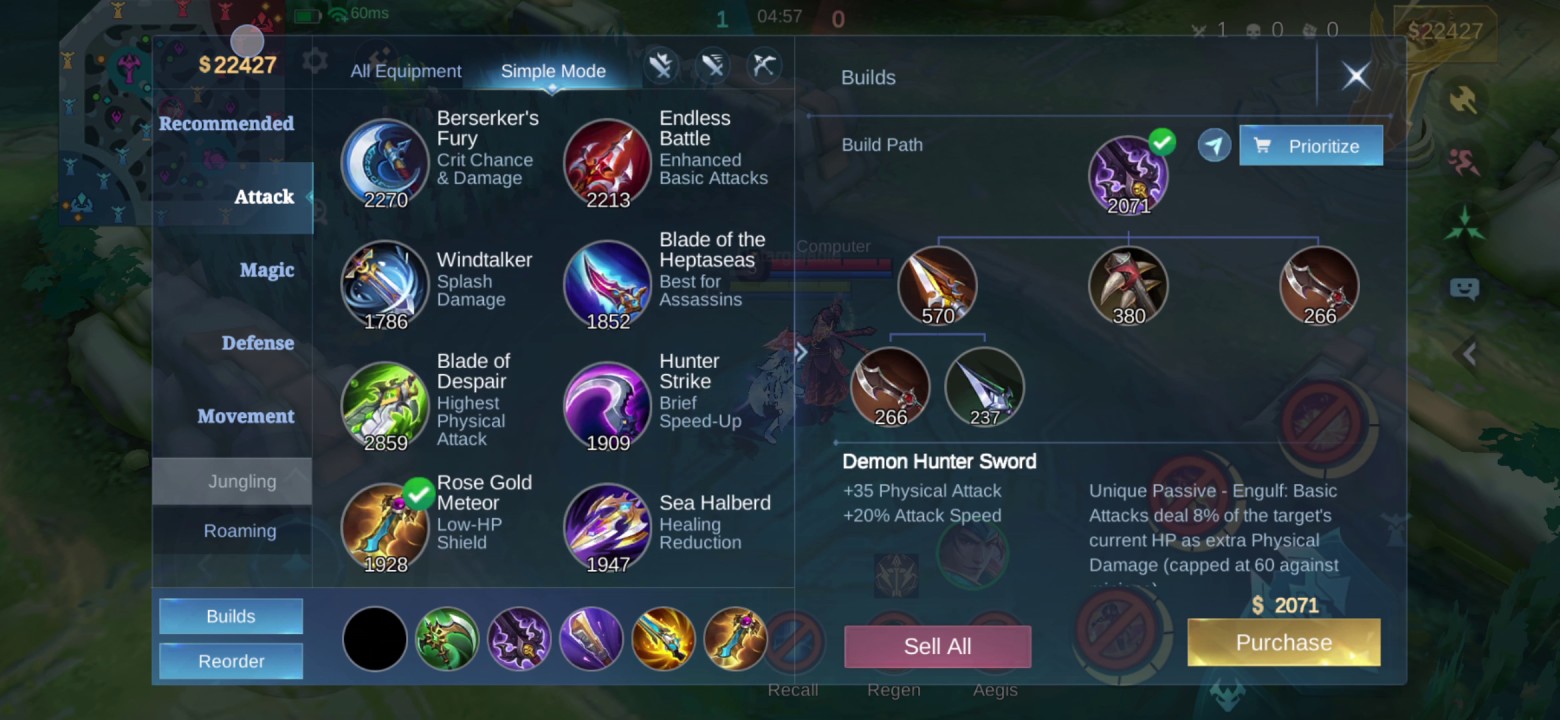 60ms
1 04:57 0
1 0 0
$22427
$22427
All Equipment
Simple Mode
Recommended
Attack
Magic
Defense
Movement
Jungling
Roaming
Berserker's
Fury
Crit Chance
& Damage
2270
Endless
Battle
Enhanced
Basic Attacks
2213
Windtalker
Splash
Damage
1786
Blade of the
Heptaseas
Best for
Assassins
1852
Blade of
Despair
Highest
Physical
Attack
2859
Hunter
Strike
Brief
Speed-Up
1909
Rose Gold
Meteor
Low-HP
Shield
1928
Sea Halberd
Healing
Reduction
1947
Builds
Reorder
Builds
Build Path
2071
Prioritize
Computer
570
380
266
266
237
Demon Hunter Sword
+35 Physical Attack
+20% Attack Speed
Unique Passive - Engulf: Basic
Attacks deal 8% of the target's
current HP as extra Physical
Damage (capped at 60 against
$ 2071
Sell All
Purchase
Recall
Regen
Aegis